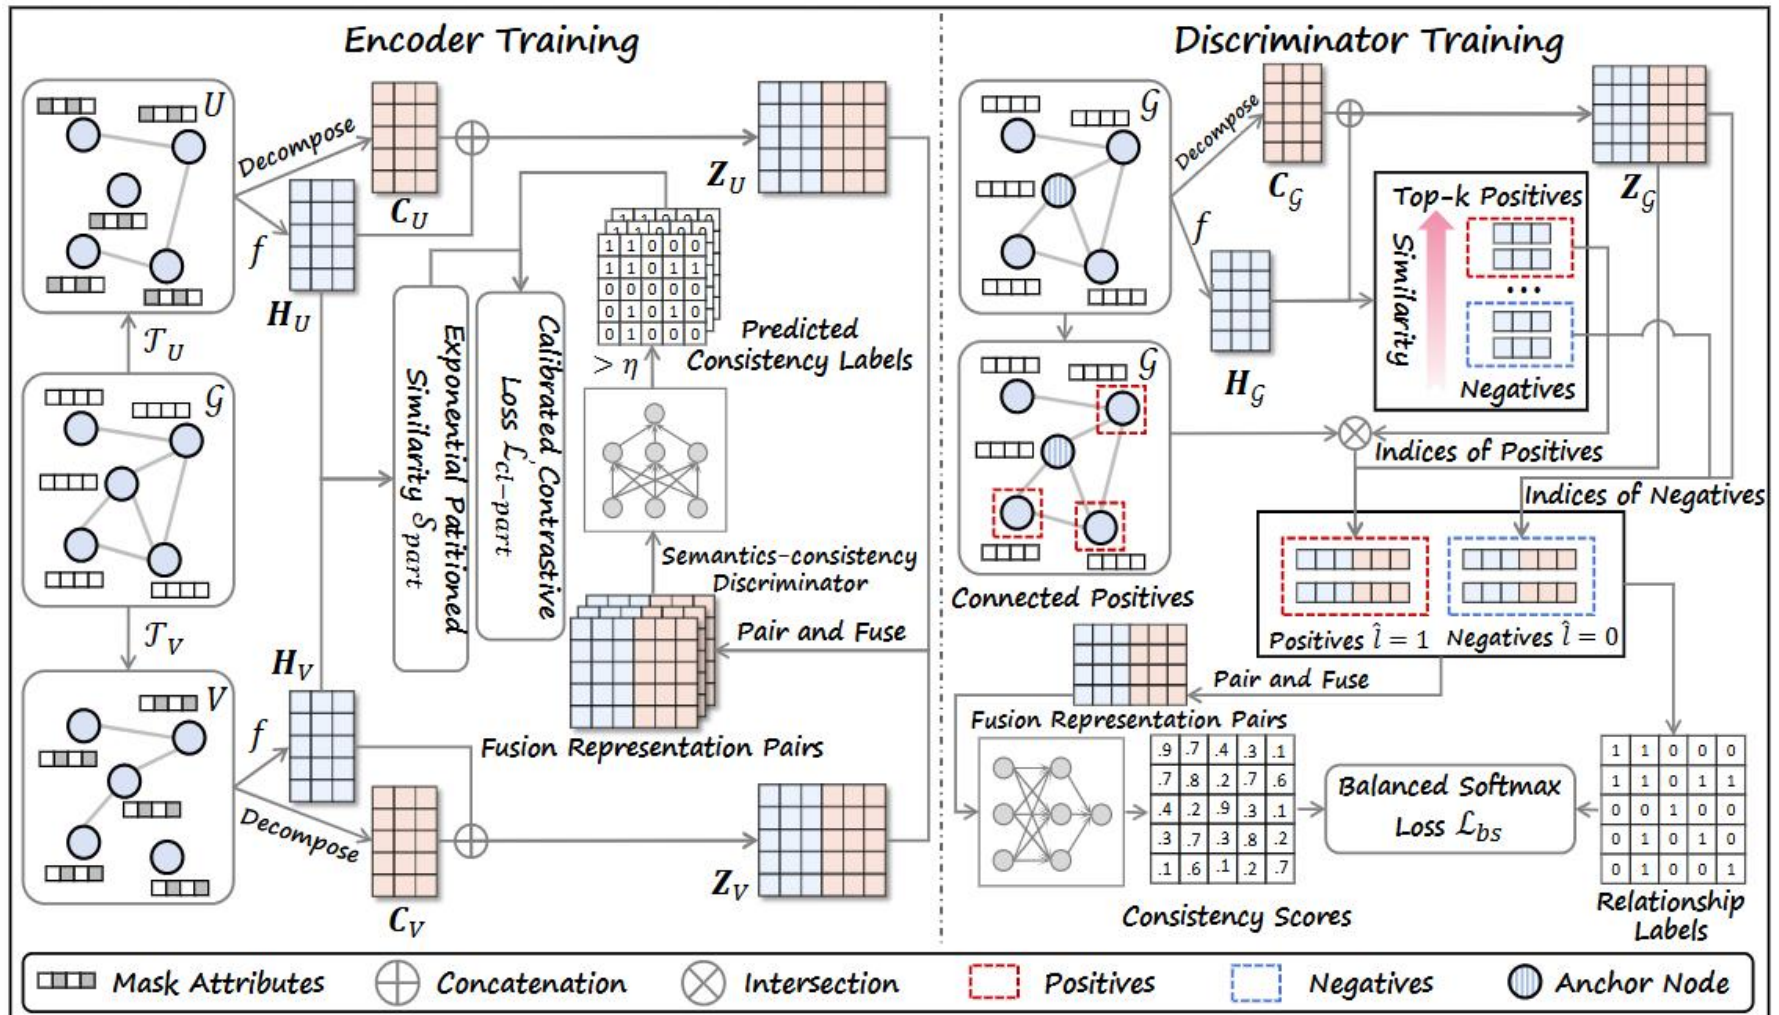 Encoder Training
U
Decompose
f
C_U
H_U
Z_U
𝒯_U
𝒢
𝒯_V
V
H_V
f
Decompose
C_V
Z_V
Exponential Patitioned
Similarity 𝒮_part
Calibrated Contrastive
Loss ℒ'_cl-part
1 1 0 0 0
1 1 0 0 0
1 1 0 1 1
0 0 0 0 0
0 1 0 1 0
0 1 0 0 0
> η
Predicted
Consistency Labels
Semantics-consistency
Discriminator
Pair and Fuse
Fusion Representation Pairs
Discriminator Training
𝒢
Decompose
f
C_𝒢
H_𝒢
Z_𝒢
Top-k Positives
Similarity
...
Negatives
𝒢
Connected Positives
Indices of Positives
Indices of Negatives
Positives l̂ = 1
Negatives l̂ = 0
Pair and Fuse
Fusion Representation Pairs
.9 .7 .4 .3 .1
.7 .8 .2 .7 .6
.4 .2 .9 .3 .1
.3 .7 .3 .8 .2
.1 .6 .1 .2 .7
Consistency Scores
Balanced Softmax
Loss ℒ_bs
1 1 0 0 0
1 1 0 1 1
0 0 1 0 0
0 1 0 1 0
0 1 0 0 1
Relationship
Labels
Mask Attributes
Concatenation
Intersection
Positives
Negatives
Anchor Node